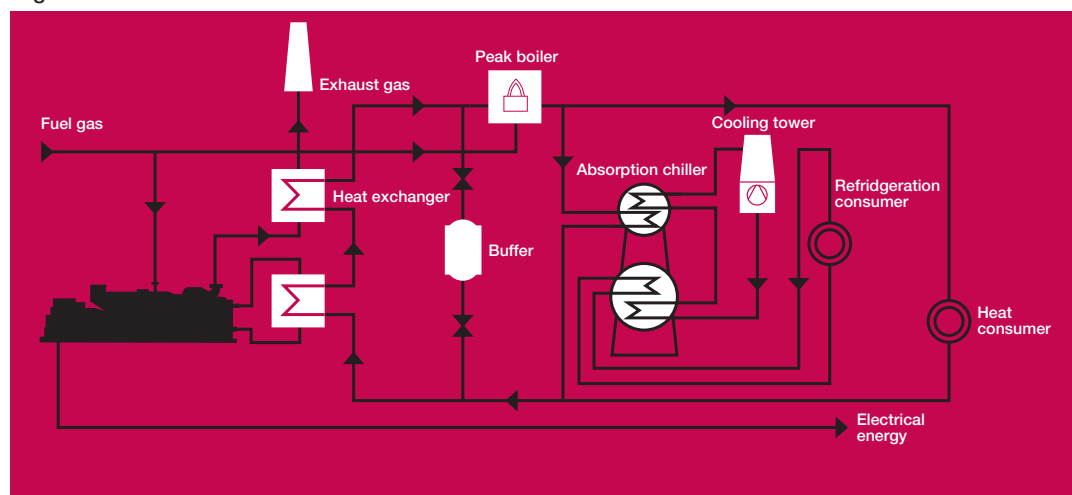 Peak boiler
Exhaust gas
Fuel gas
Cooling tower
Absorption chiller
Heat exchanger
Refridgeration
consumer
Buffer
Heat
consumer
Electrical
energy